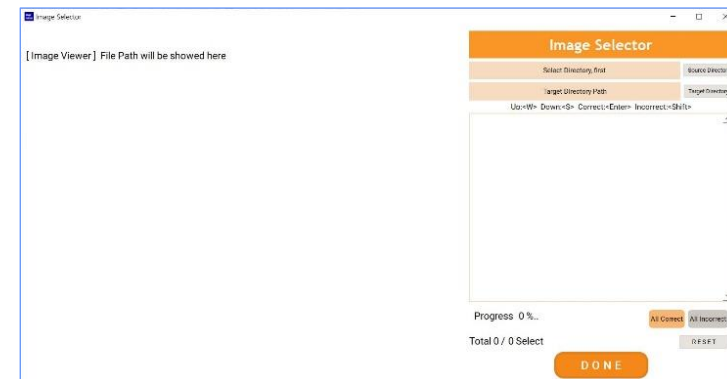 Image Selector
[Image Viewer] File Path will be showed here
Image Selector
Select Directory, first
Source Director
Target Directory Path
Target Directory
Up:<W> Down:<S> Correct:<Enter> Incorrect:<Shift>
Progress 0 %..
All Correct
All Incorrect
Total 0 / 0 Select
RESET
DONE